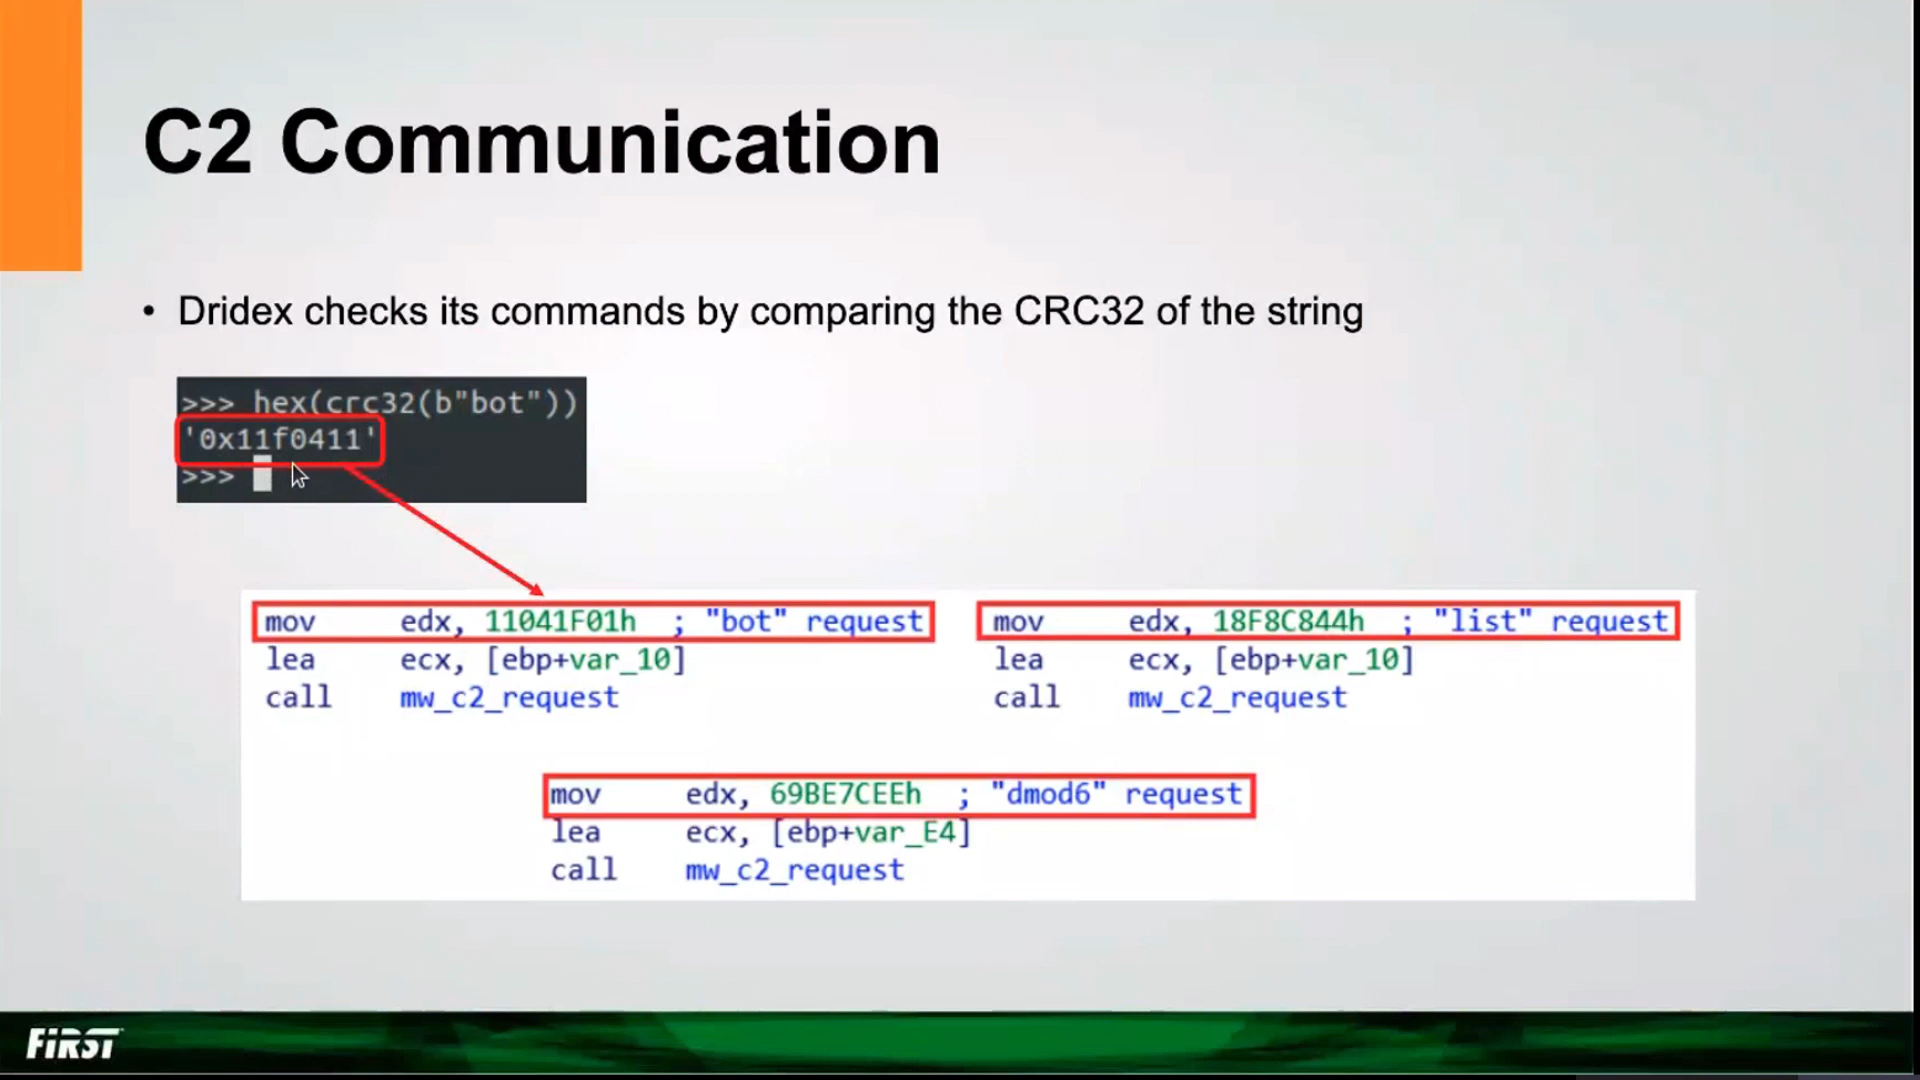 C2 Communication
• Dridex checks its commands by comparing the CRC32 of the string
>>> hex(crc32(b"bot"))
'0x11f0411'
>>>
mov edx, 11041F01h ; "bot" request
lea ecx, [ebp+var_10]
call mw_c2_request
mov edx, 18F8C844h ; "list" request
lea ecx, [ebp+var_10]
call mw_c2_request
mov edx, 69BE7CEEh ; "dmod6" request
lea ecx, [ebp+var_E4]
call mw_c2_request
FiRST